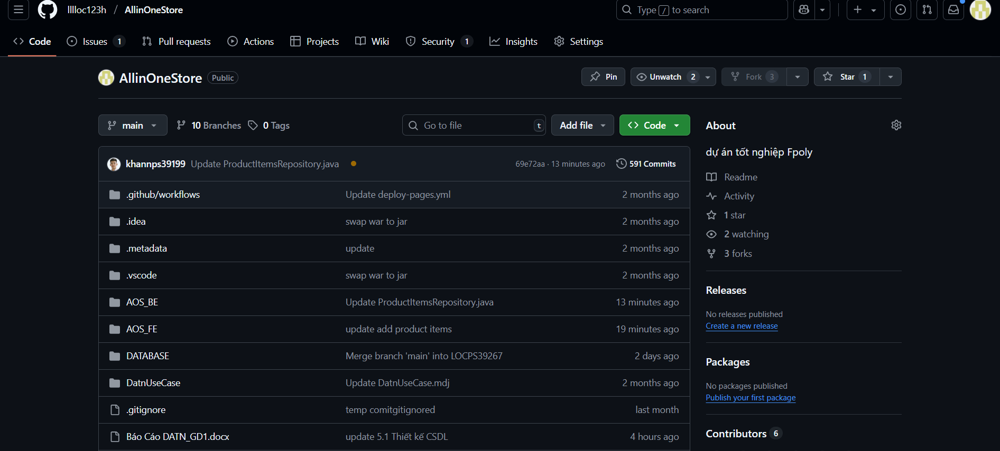 lllloc123h / AllinOneStore
Type / to search
Code
Issues 1
Pull requests
Actions
Projects
Wiki
Security 1
Insights
Settings
AllinOneStore Public
Pin
Unwatch 2
Fork 3
Star 1
main
10 Branches
0 Tags
Go to file t
Add file
Code
khannps39199 Update ProductItemsRepository.java 69e72aa · 13 minutes ago 591 Commits
.github/workflows Update deploy-pages.yml 2 months ago
.idea swap war to jar 2 months ago
.metadata update 2 months ago
.vscode swap war to jar 2 months ago
AOS_BE Update ProductItemsRepository.java 13 minutes ago
AOS_FE update add product items 19 minutes ago
DATABASE Merge branch 'main' into LOCPS39267 2 days ago
DatnUseCase Update DatnUseCase.mdj 2 months ago
.gitignore temp comitgitignored last month
Báo Cáo DATN_GD1.docx update 5.1 Thiết kế CSDL 4 hours ago
About
dự án tốt nghiệp Fpoly
Readme
Activity
1 star
2 watching
3 forks
Releases
No releases published
Create a new release
Packages
No packages published
Publish your first package
Contributors 6